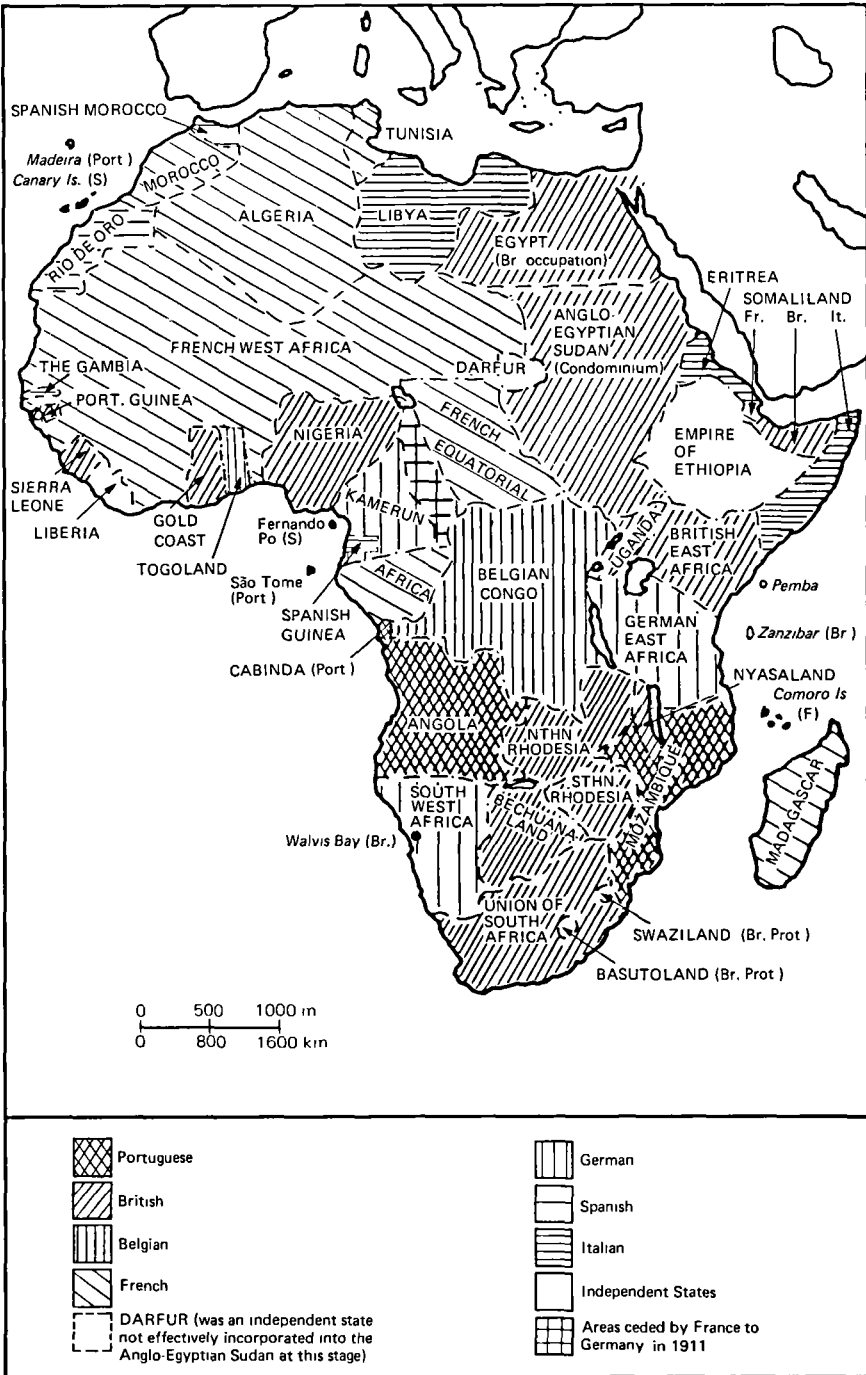 SPANISH MOROCCO
Madeira (Port )
Canary Is. (S)
MOROCCO
TUNISIA
ALGERIA
LIBYA
RIO DE ORO
EGYPT
(Br occupation)
ERITREA
SOMALILAND
Fr. Br. It.
ANGLO-
EGYPTIAN
SUDAN
(Condominium)
FRENCH WEST AFRICA
DARFUR
THE GAMBIA
PORT. GUINEA
NIGERIA
FRENCH
EQUATORIAL
AFRICA
EMPIRE
OF
ETHIOPIA
SIERRA
LEONE
LIBERIA
GOLD
COAST
TOGOLAND
KAMERUN
Fernando
Po (S)
São Tome
(Port )
SPANISH
GUINEA
CABINDA (Port )
BELGIAN
CONGO
UGANDA
BRITISH
EAST
AFRICA
Pemba
GERMAN
EAST
AFRICA
Zanzibar (Br )
NYASALAND
Comoro Is
(F)
ANGOLA
NTHN
RHODESIA
STHN
RHODESIA
MOZAMBIQUE
MADAGASCAR
SOUTH
WEST
AFRICA
BECHUANA
LAND
Walvis Bay (Br.)
UNION OF
SOUTH
AFRICA
SWAZILAND (Br. Prot )
BASUTOLAND (Br. Prot )
0 500 1000 m
0 800 1600 km
Portuguese
British
Belgian
French
DARFUR (was an independent state
not effectively incorporated into the
Anglo-Egyptian Sudan at this stage)
German
Spanish
Italian
Independent States
Areas ceded by France to
Germany in 1911